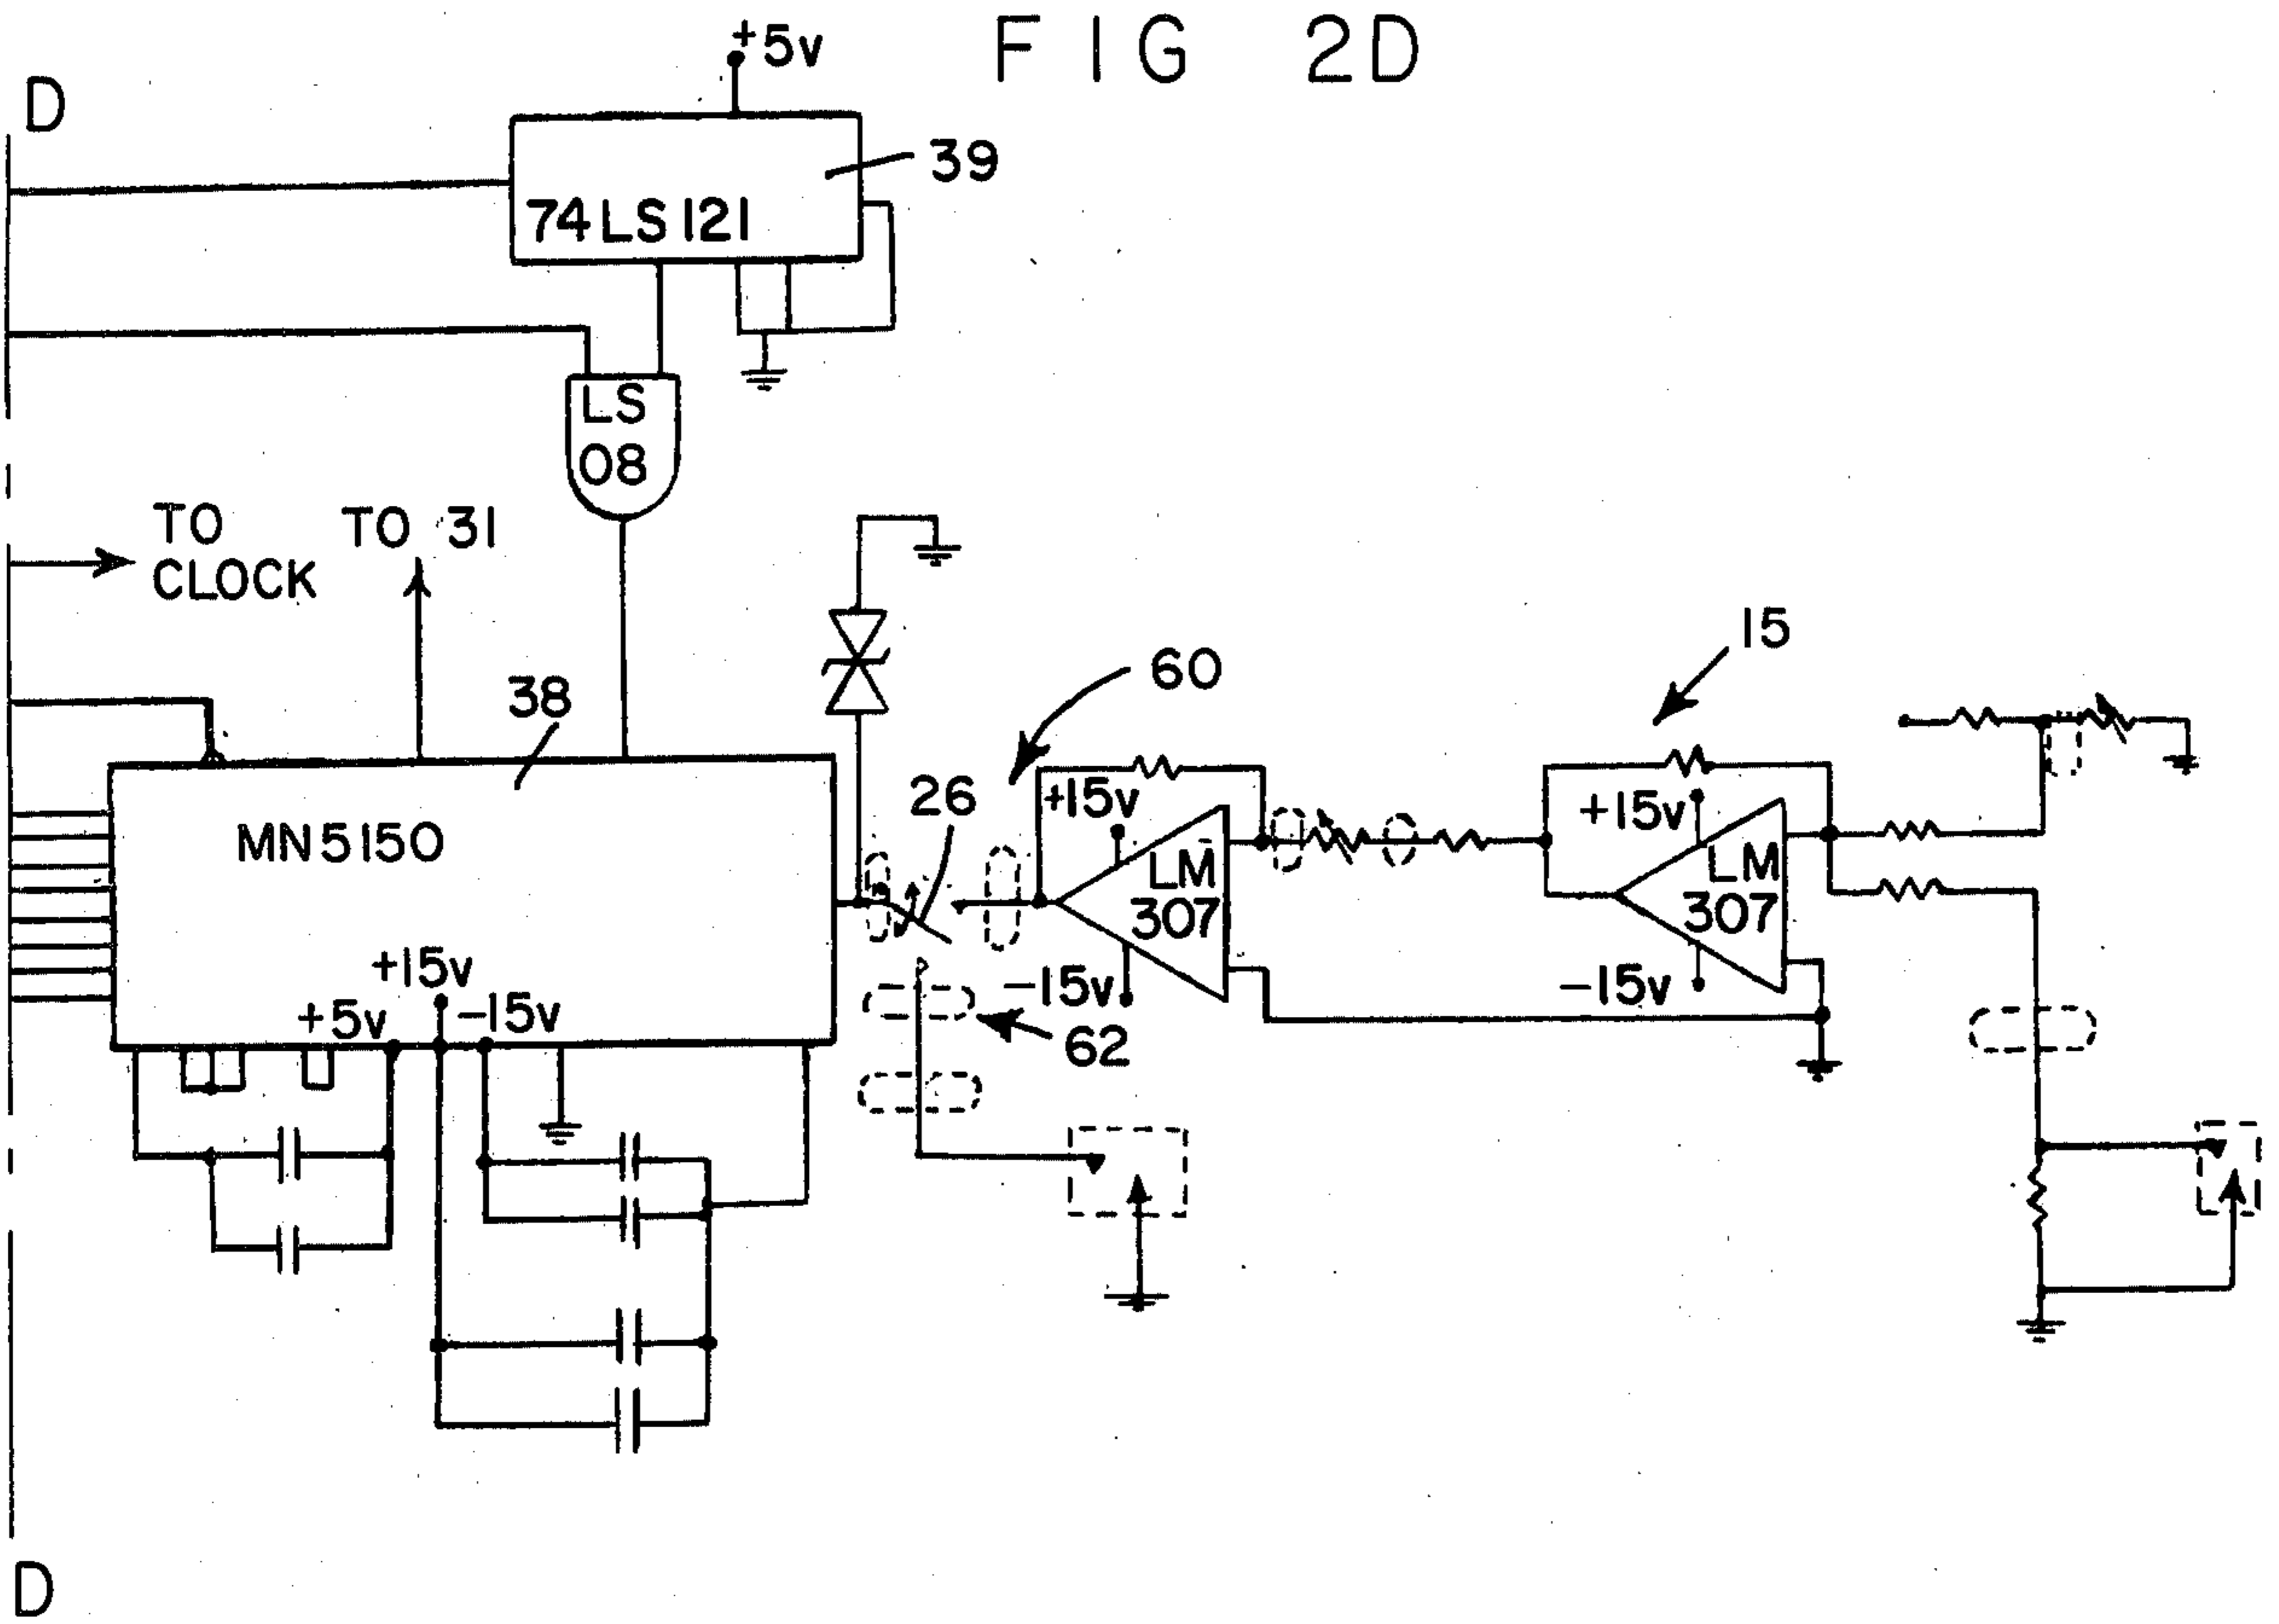 FIG 2D
+5v
D
39
74LS121
LS
08
TO
CLOCK
TO 31
15
60
38
26
+15v
+15v
MN5150
LM
307
LM
307
+15v
-15v
-15v
-15v
+5v
62
D